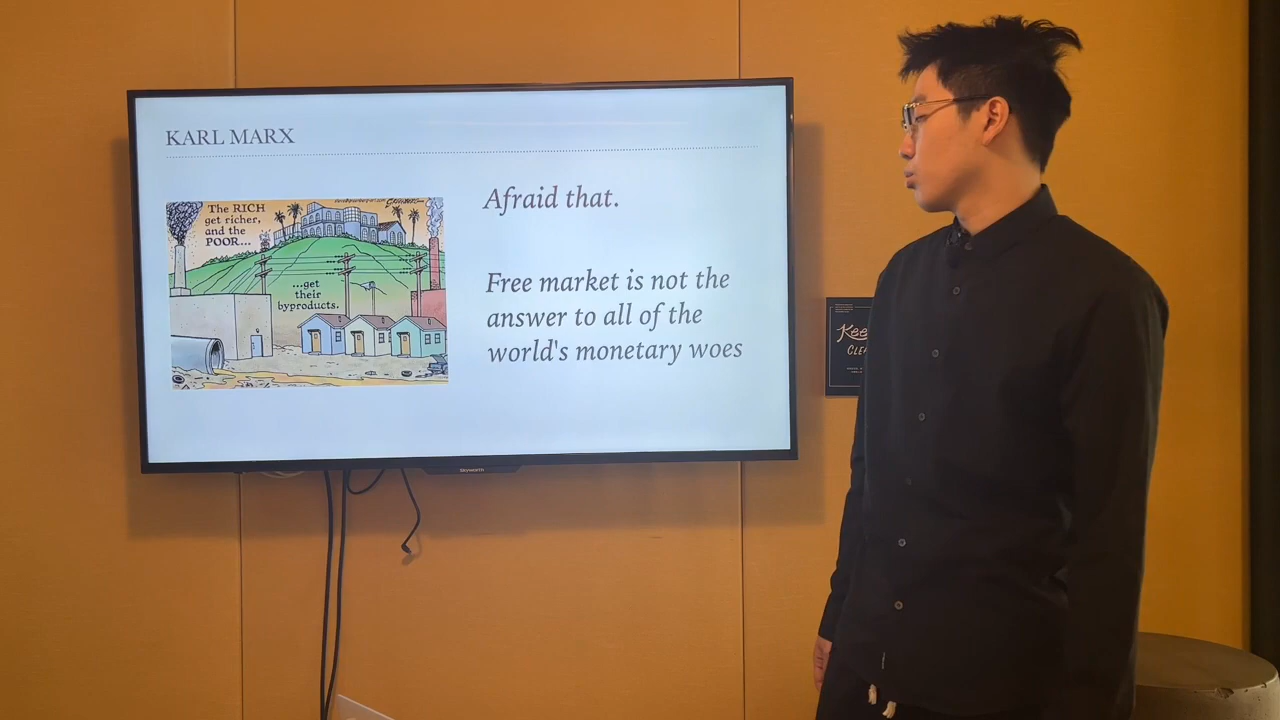 KARL MARX
The RICH
get richer,
and the
POOR...
...get
their
byproducts.
Afraid that.
Free market is not the
answer to all of the
world's monetary woes
Skyworth